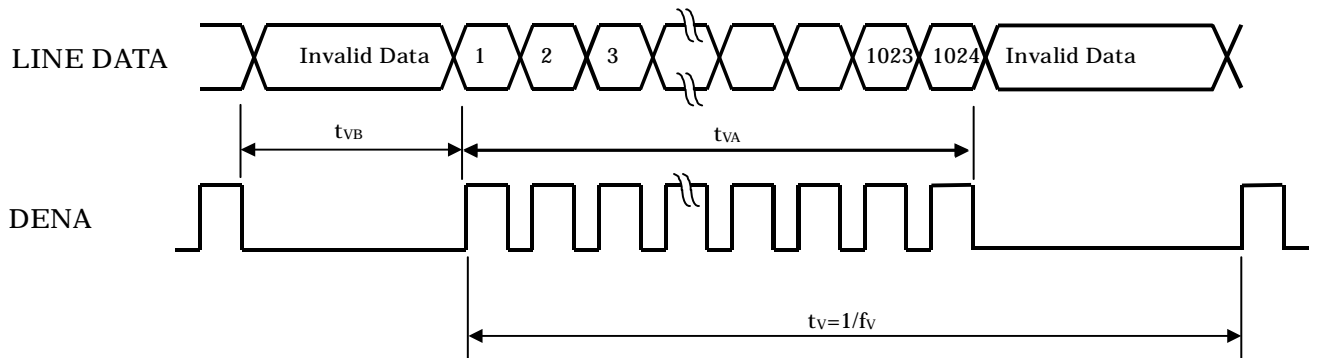 LINE DATA
Invalid Data 1 2 3 1023 1024 Invalid Data
tVB tVA
DENA
tV=1/fV